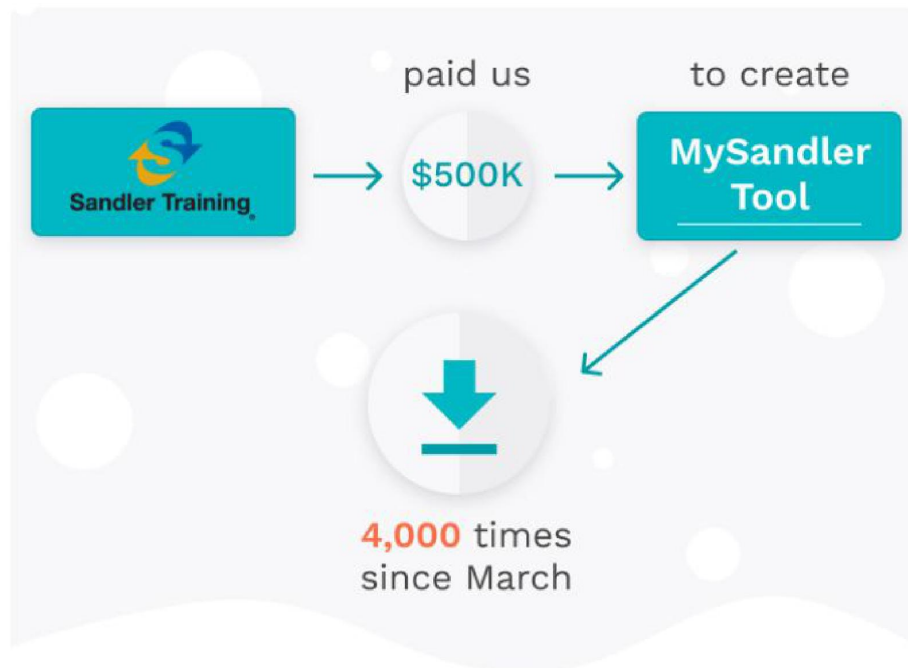 paid us
to create
Sandler Training®
$500K
MySandler
Tool
4,000 times
since March